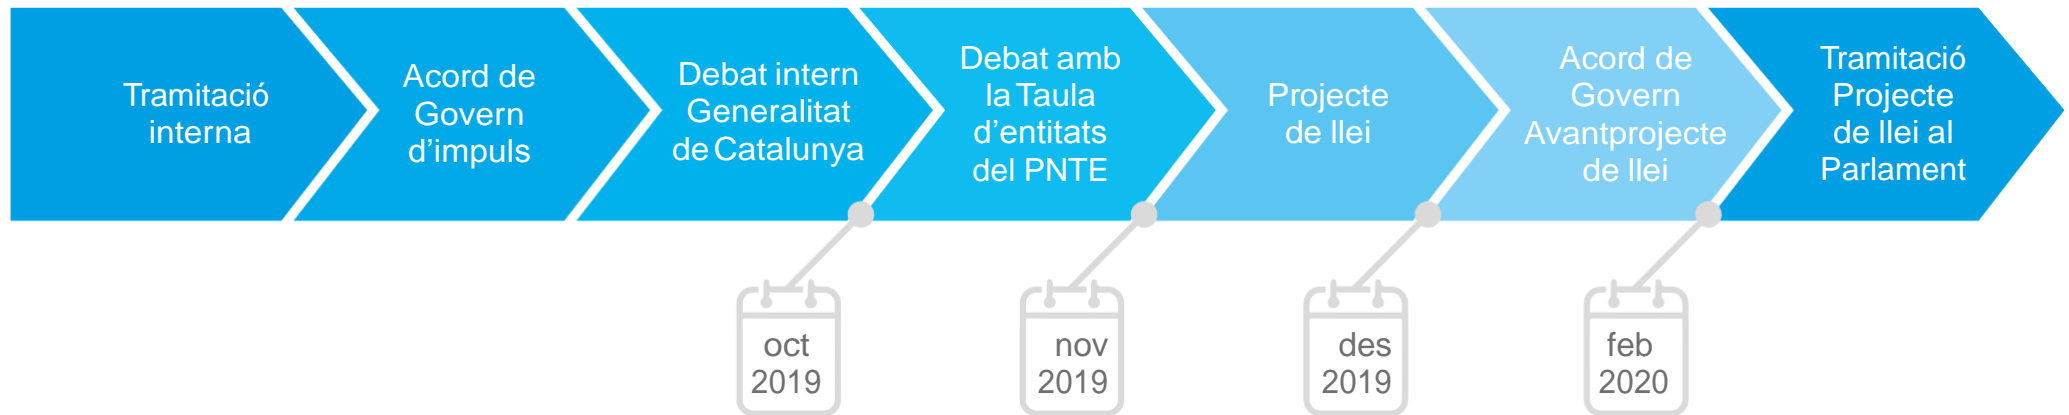 Tramitació
interna
Acord de
Govern
d’impuls
Debat intern
Generalitat
de Catalunya
Debat amb
la Taula
d’entitats
del PNTE
Projecte
de llei
Acord de
Govern
Avantprojecte
de llei
Tramitació
Projecte
de llei al
Parlament
oct
2019
nov
2019
des
2019
feb
2020